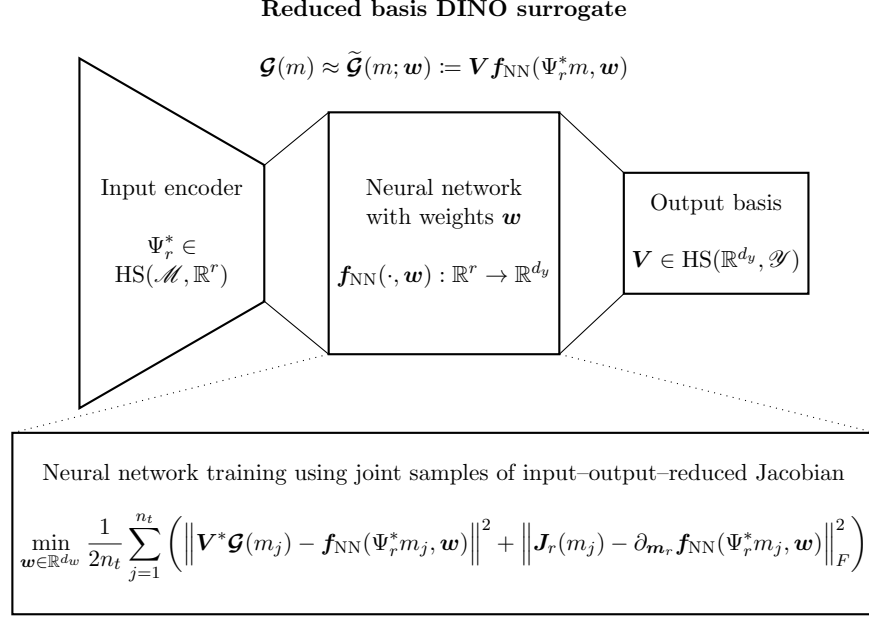 Reduced basis DINO surrogate
𝓖(m) ≈ 𝓖̃(m; 𝒘) ≔ 𝑽𝒇_NN(Ψ_r^* m, 𝒘)
Input encoder
Ψ_r^* ∈
HS(ℳ, ℝ^r)
Neural network
with weights 𝒘
𝒇_NN(·, 𝒘) : ℝ^r → ℝ^{d_y}
Output basis
𝑽 ∈ HS(ℝ^{d_y}, 𝒴)
Neural network training using joint samples of input–output–reduced Jacobian
min_{𝒘∈ℝ^{d_w}} \frac{1}{2n_t} ∑_{j=1}^{n_t} ( ‖𝑽^*𝓖(m_j) − 𝒇_NN(Ψ_r^* m_j, 𝒘)‖^2 + ‖𝑱_r(m_j) − ∂_{𝒎_r} 𝒇_NN(Ψ_r^* m_j, 𝒘)‖_F^2 )